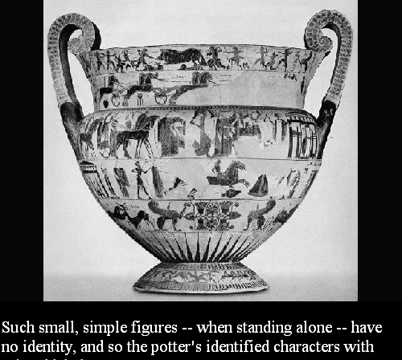 Such small, simple figures -- when standing alone -- have
no identity, and so the potter's identified characters with